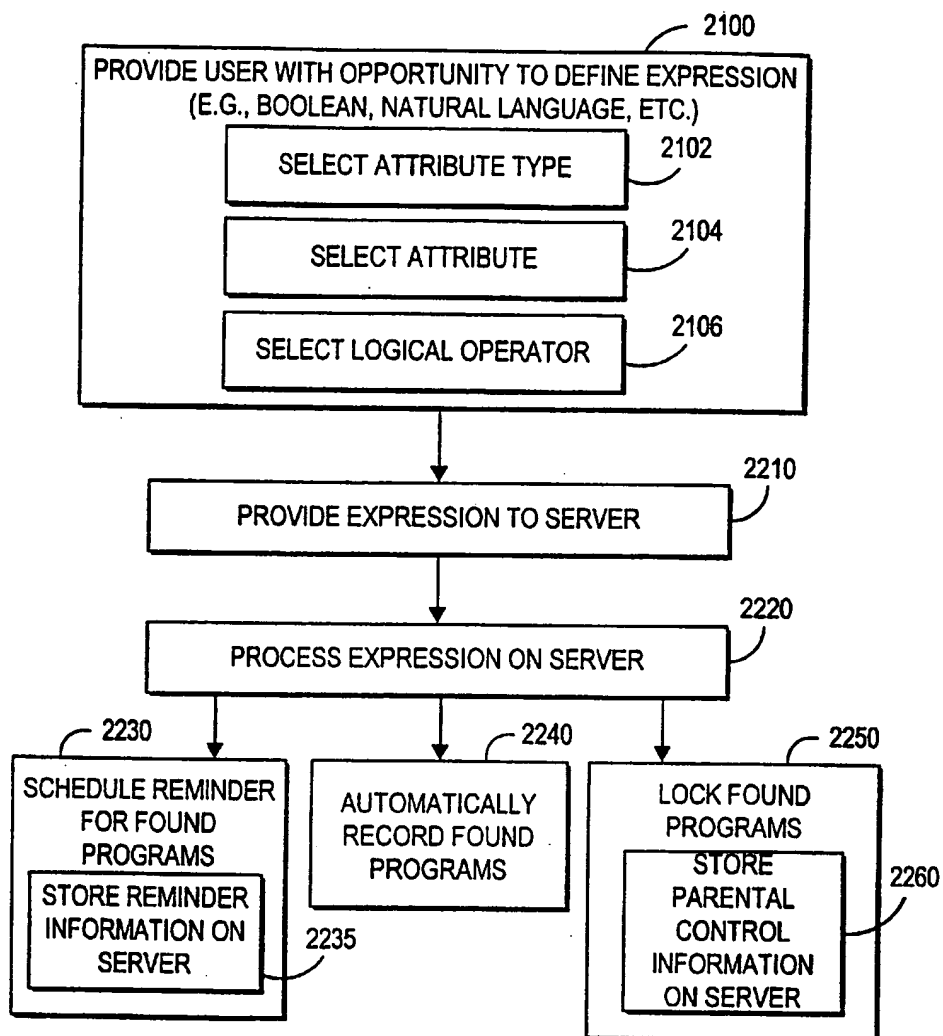 2100
PROVIDE USER WITH OPPORTUNITY TO DEFINE EXPRESSION
(E.G., BOOLEAN, NATURAL LANGUAGE, ETC.)
SELECT ATTRIBUTE TYPE
2102
SELECT ATTRIBUTE
2104
SELECT LOGICAL OPERATOR
2106
PROVIDE EXPRESSION TO SERVER
2210
PROCESS EXPRESSION ON SERVER
2220
2230
SCHEDULE REMINDER
FOR FOUND
PROGRAMS
STORE REMINDER
INFORMATION ON
SERVER
2235
2240
AUTOMATICALLY
RECORD FOUND
PROGRAMS
2250
LOCK FOUND
PROGRAMS
STORE
PARENTAL
CONTROL
INFORMATION
ON SERVER
2260